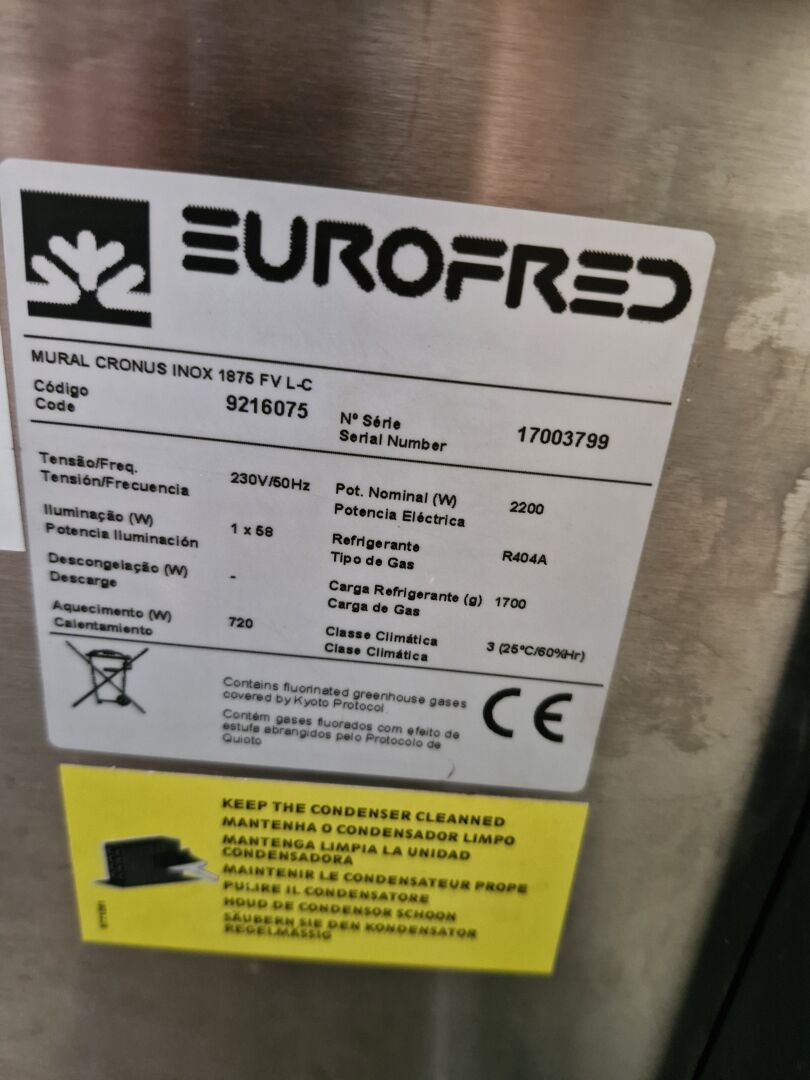 EUROFRED
MURAL CRONUS INOX 1875 FV L-C
Código
Code
9216075
Nº Série
Serial Number
17003799
Tensão/Freq.
Tensión/Frecuencia
230V/50Hz
Pot. Nominal (W)
Potencia Eléctrica
2200
Iluminação (W)
Potencia Iluminación
1 x 58
Refrigerante
Tipo de Gas
R404A
Descongelação (W)
Descarge
-
Carga Refrigerante (g)
Carga de Gas
1700
Aquecimento (W)
Calentamiento
720
Classe Climática
Clase Climática
3 (25ºC/60%Hr)
Contains fluorinated greenhouse gases
covered by Kyoto Protocol
Contém gases fluorados com efeito de
estufa abrangidos pelo Protocolo de
Quioto
CE
KEEP THE CONDENSER CLEANNED
MANTENHA O CONDENSADOR LIMPO
MANTENGA LIMPIA LA UNIDAD
CONDENSADORA
MAINTENIR LE CONDENSATEUR PROPE
PULIRE IL CONDENSATORE
HOUD DE CONDENSOR SCHOON
SÄUBERN SIE DEN KONDENSATOR
REGELMASSIG